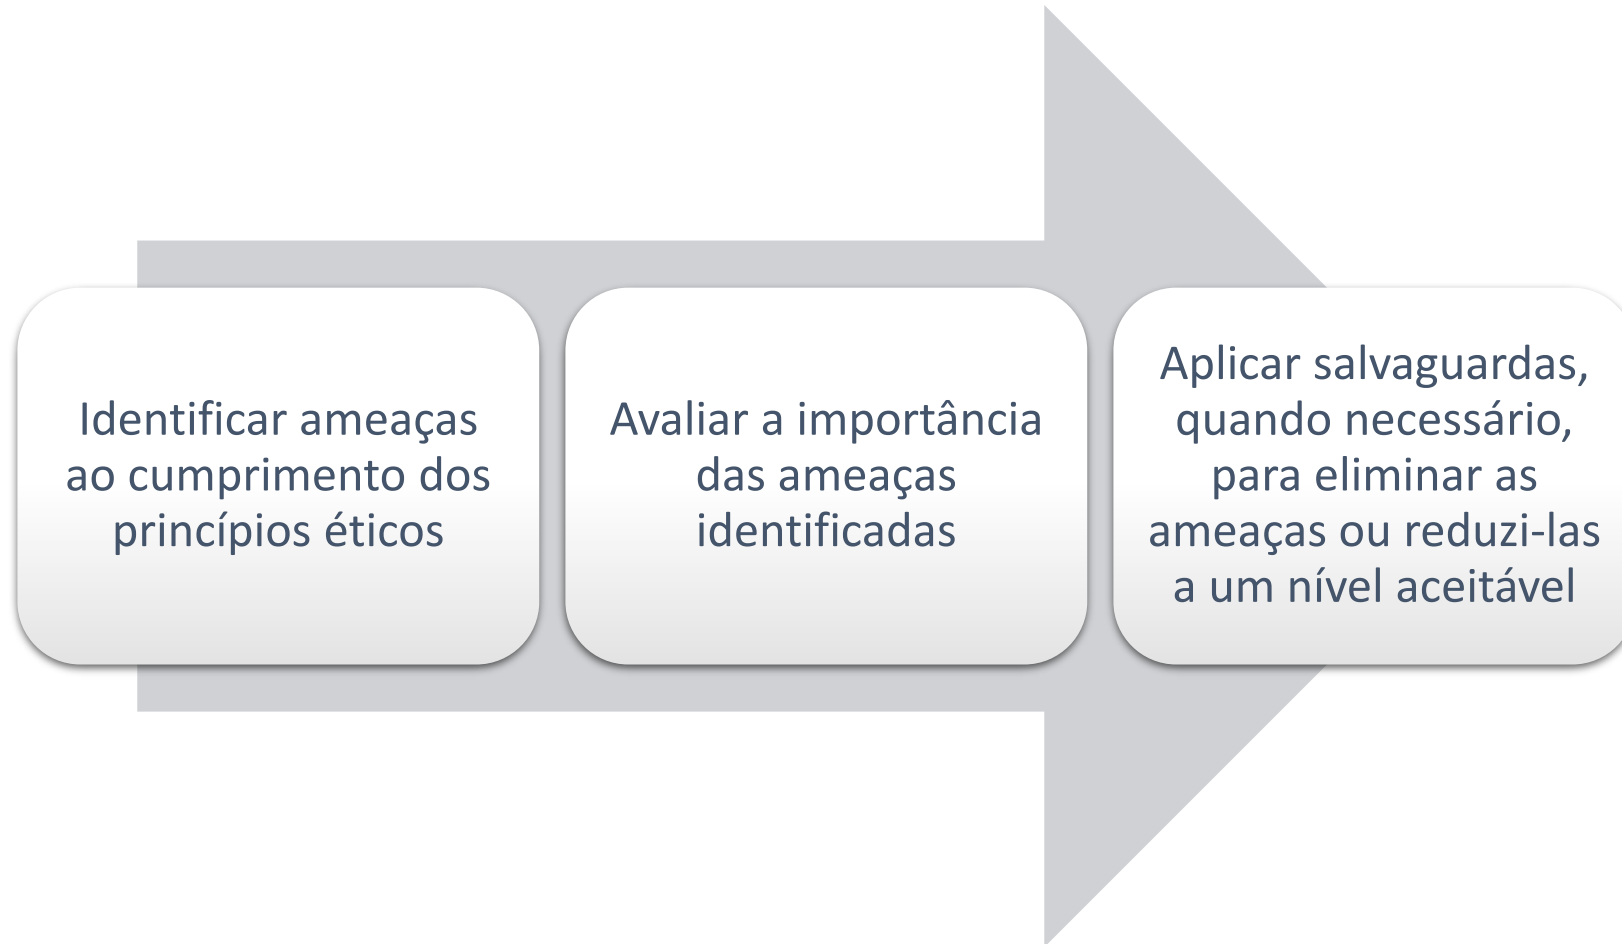 Identificar ameaças
ao cumprimento dos
princípios éticos
Avaliar a importância
das ameaças
identificadas
Aplicar salvaguardas,
quando necessário,
para eliminar as
ameaças ou reduzi-las
a um nível aceitável